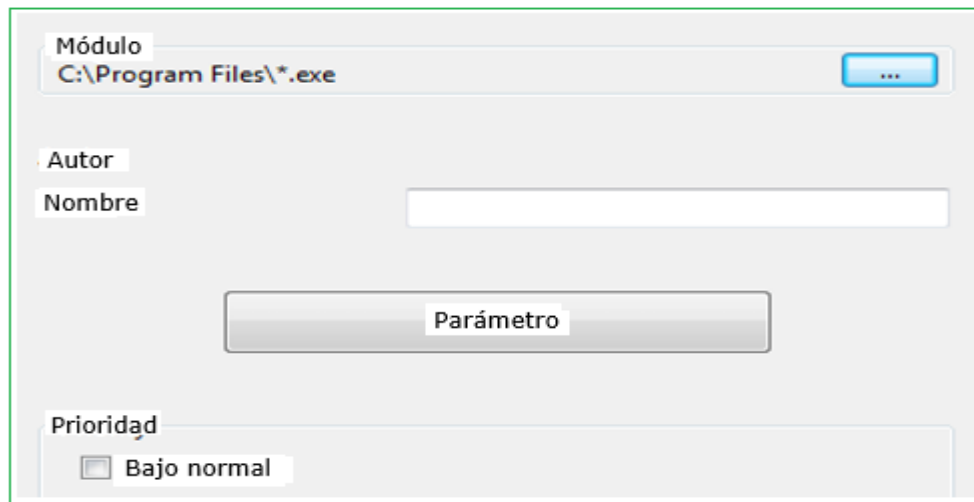 Módulo
C:\Program Files\*.exe
...
Autor
Nombre
Parámetro
Prioridad
Bajo normal